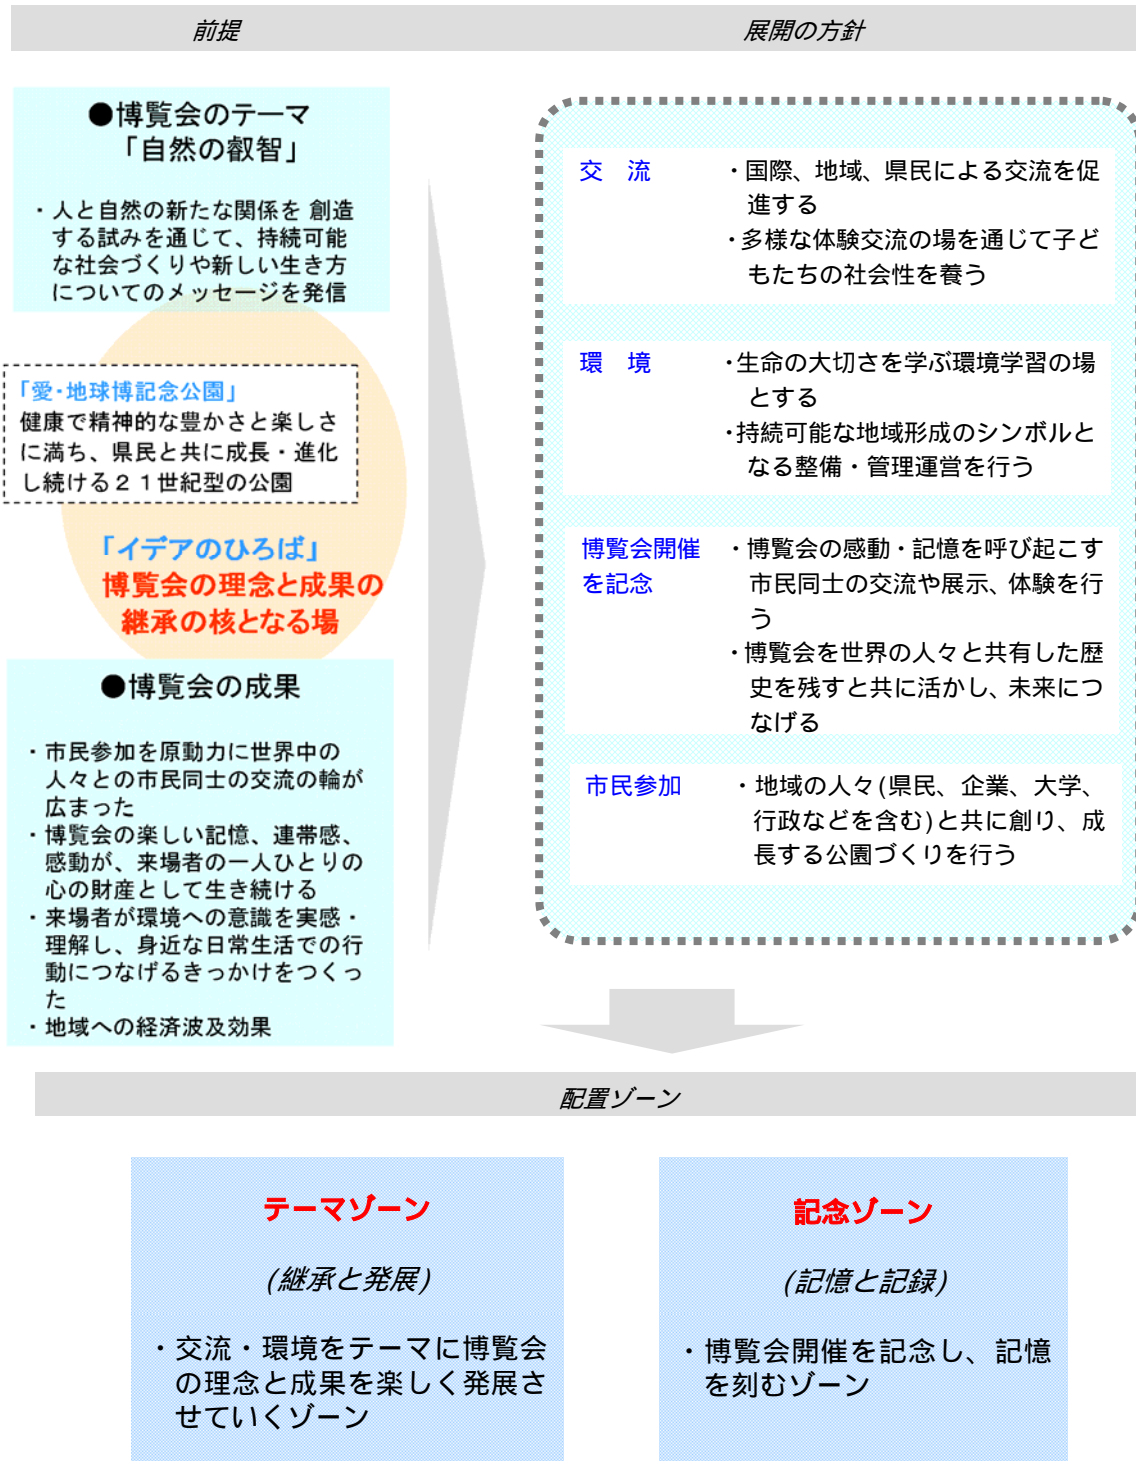 前提
展開の方針
●博覧会のテーマ
「自然の叡智」
・人と自然の新たな関係を 創造
する試みを通じて、持続可能
な社会づくりや新しい生き方
についてのメッセージを発信
「愛・地球博記念公園」
健康で精神的な豊かさと楽しさ
に満ち、県民と共に成長・進化
し続ける２１世紀型の公園
「イデアのひろば」
博覧会の理念と成果の
継承の核となる場
●博覧会の成果
・市民参加を原動力に世界中の
人々との市民同士の交流の輪が
広まった
・博覧会の楽しい記憶、連帯感、
感動が、来場者の一人ひとりの
心の財産として生き続ける
・来場者が環境への意識を実感・
理解し、身近な日常生活での行
動につなげるきっかけをつくっ
た
・地域への経済波及効果
交　流　・国際、地域、県民による交流を促
進する
・多様な体験交流の場を通じて子ど
もたちの社会性を養う
環　境　・生命の大切さを学ぶ環境学習の場
とする
・持続可能な地域形成のシンボルと
なる整備・管理運営を行う
博覧会開催　・博覧会の感動・記憶を呼び起こす
を記念　市民同士の交流や展示、体験を行
う
・博覧会を世界の人々と共有した歴
史を残すと共に活かし、未来につ
なげる
市民参加　・地域の人々(県民、企業、大学、
行政などを含む)と共に創り、成
長する公園づくりを行う
配置ゾーン
テーマゾーン
(継承と発展)
・交流・環境をテーマに博覧会
の理念と成果を楽しく発展さ
せていくゾーン
記念ゾーン
(記憶と記録)
・博覧会開催を記念し、記憶
を刻むゾーン